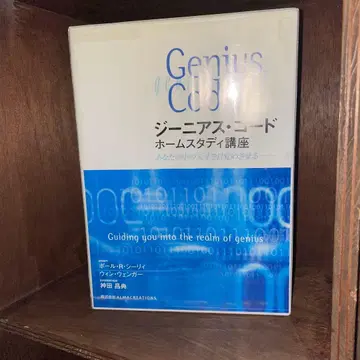 Genius
Code
ジーニアス・コード
ホームスタディ講座
Guiding you into the realm of genius
ポール・R・シーリィ
ウィン・ウェンガー
神田 昌典